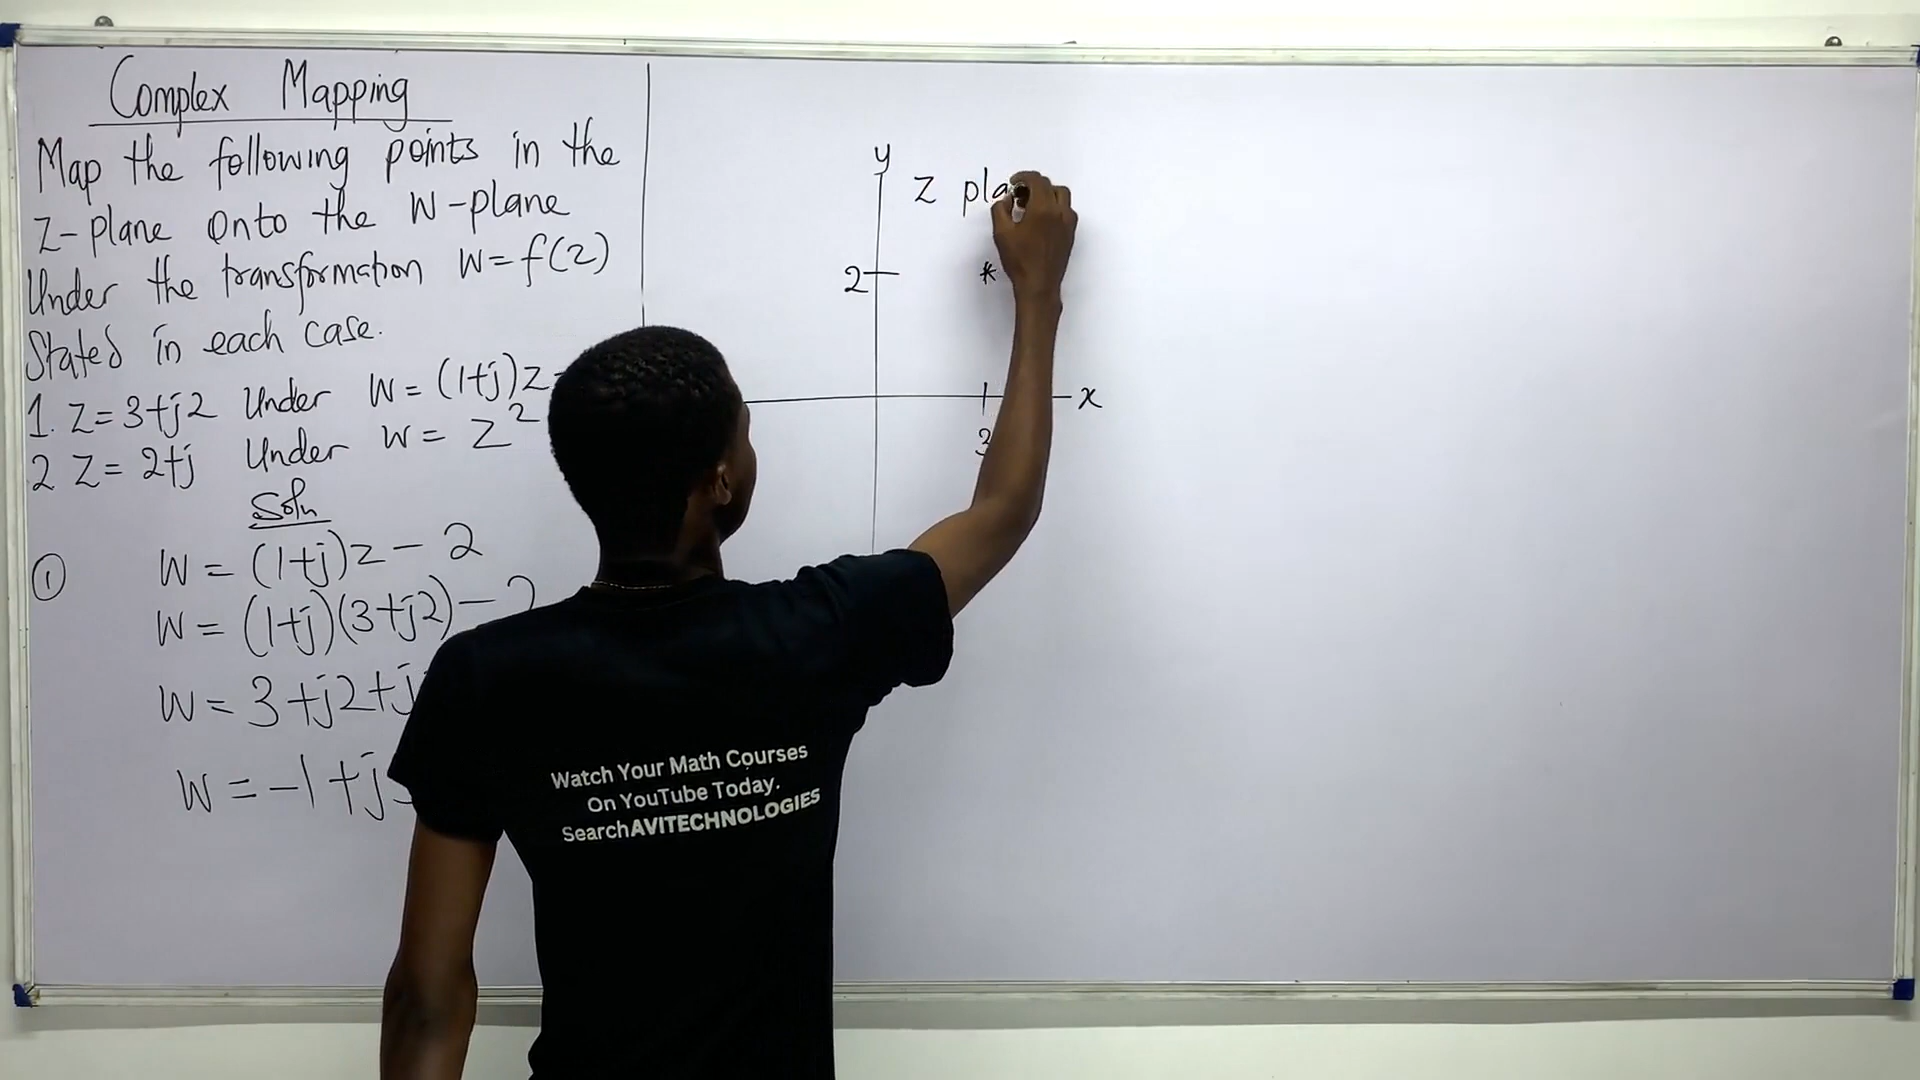 Complex Mapping
Map the following points in the
Z-plane onto the W-plane
Under the transformation W=f(z)
Stated in each case.
1. Z=3+j2 Under W=(1+j)z-
2 Z=2+j Under W=Z²
Soln
① W=(1+j)z-2
W=(1+j)(3+j2)-2
W=3+j2+j
W=-1+j
y
Z pla
2
*
x
3
Watch Your Math Courses
On YouTube Today.
SearchAVITECHNOLOGIES